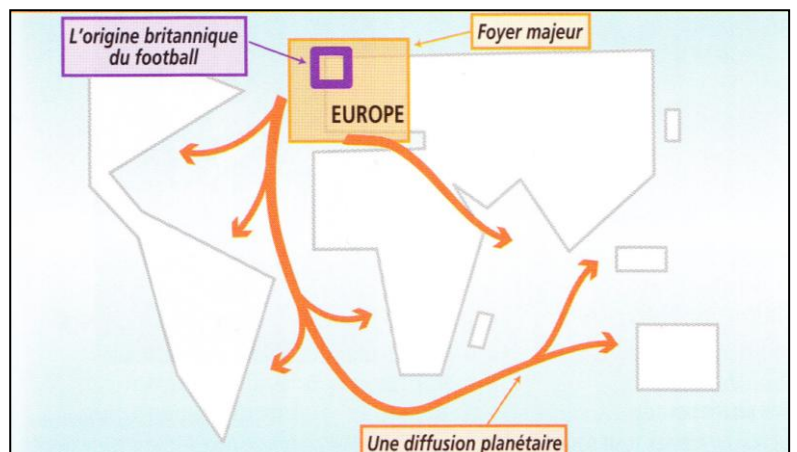 L'origine britannique
du football
Foyer majeur
EUROPE
Une diffusion planétaire